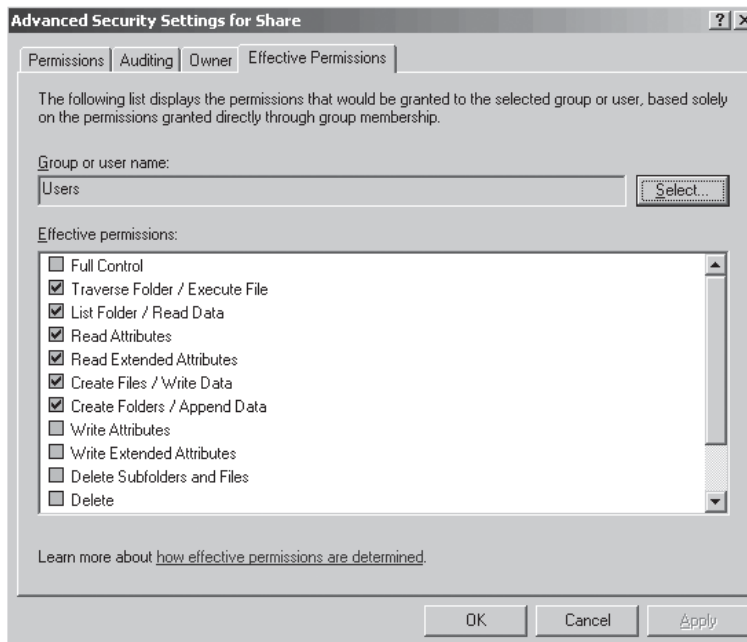 Advanced Security Settings for Share
Permissions Auditing Owner Effective Permissions
The following list displays the permissions that would be granted to the selected group or user, based solely
on the permissions granted directly through group membership.
Group or user name:
Users Select...
Effective permissions:
Full Control
Traverse Folder / Execute File
List Folder / Read Data
Read Attributes
Read Extended Attributes
Create Files / Write Data
Create Folders / Append Data
Write Attributes
Write Extended Attributes
Delete Subfolders and Files
Delete
Learn more about how effective permissions are determined.
OK Cancel Apply